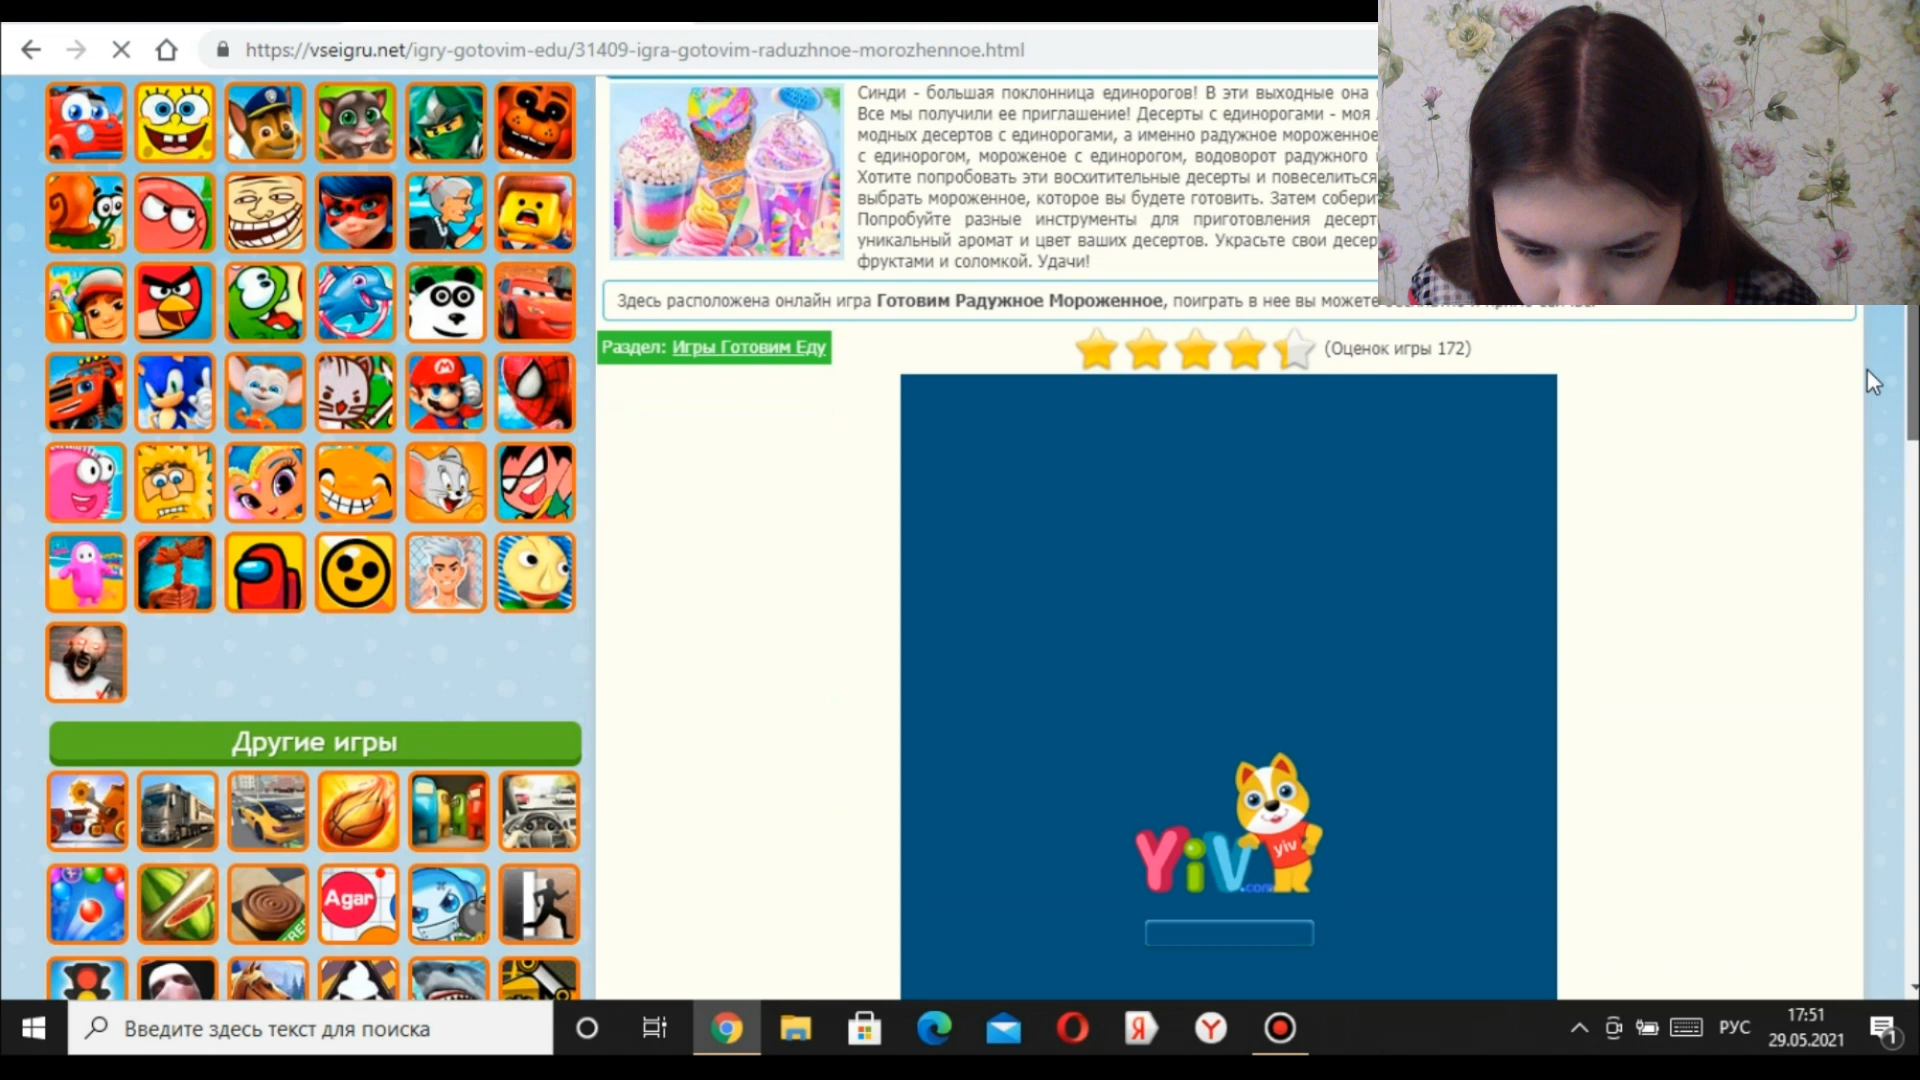 https://vseigru.net/igry-gotovim-edu/31409-igra-gotovim-raduzhnoe-morozhennoe.html
Синди - большая поклонница единорогов! В эти выходные она
Все мы получили ее приглашение! Десерты с единорогами - моя
модных десертов с единорогами, а именно радужное мороженное
с единорогом, мороженое с единорогом, водоворот радужного
Хотите попробовать эти восхитительные десерты и повеселиться
выбрать мороженное, которое вы будете готовить. Затем собери
Попробуйте разные инструменты для приготовления десерт
уникальный аромат и цвет ваших десертов. Украсьте свои десер
фруктами и соломкой. Удачи!
Здесь расположена онлайн игра Готовим Радужное Мороженное, поиграть в нее вы можете
Раздел: Игры Готовим Еду
(Оценок игры 172)
Другие игры
Agar
FREE
YiV.com
yiv
Введите здесь текст для поиска
РУС
17:51
29.05.2021
1